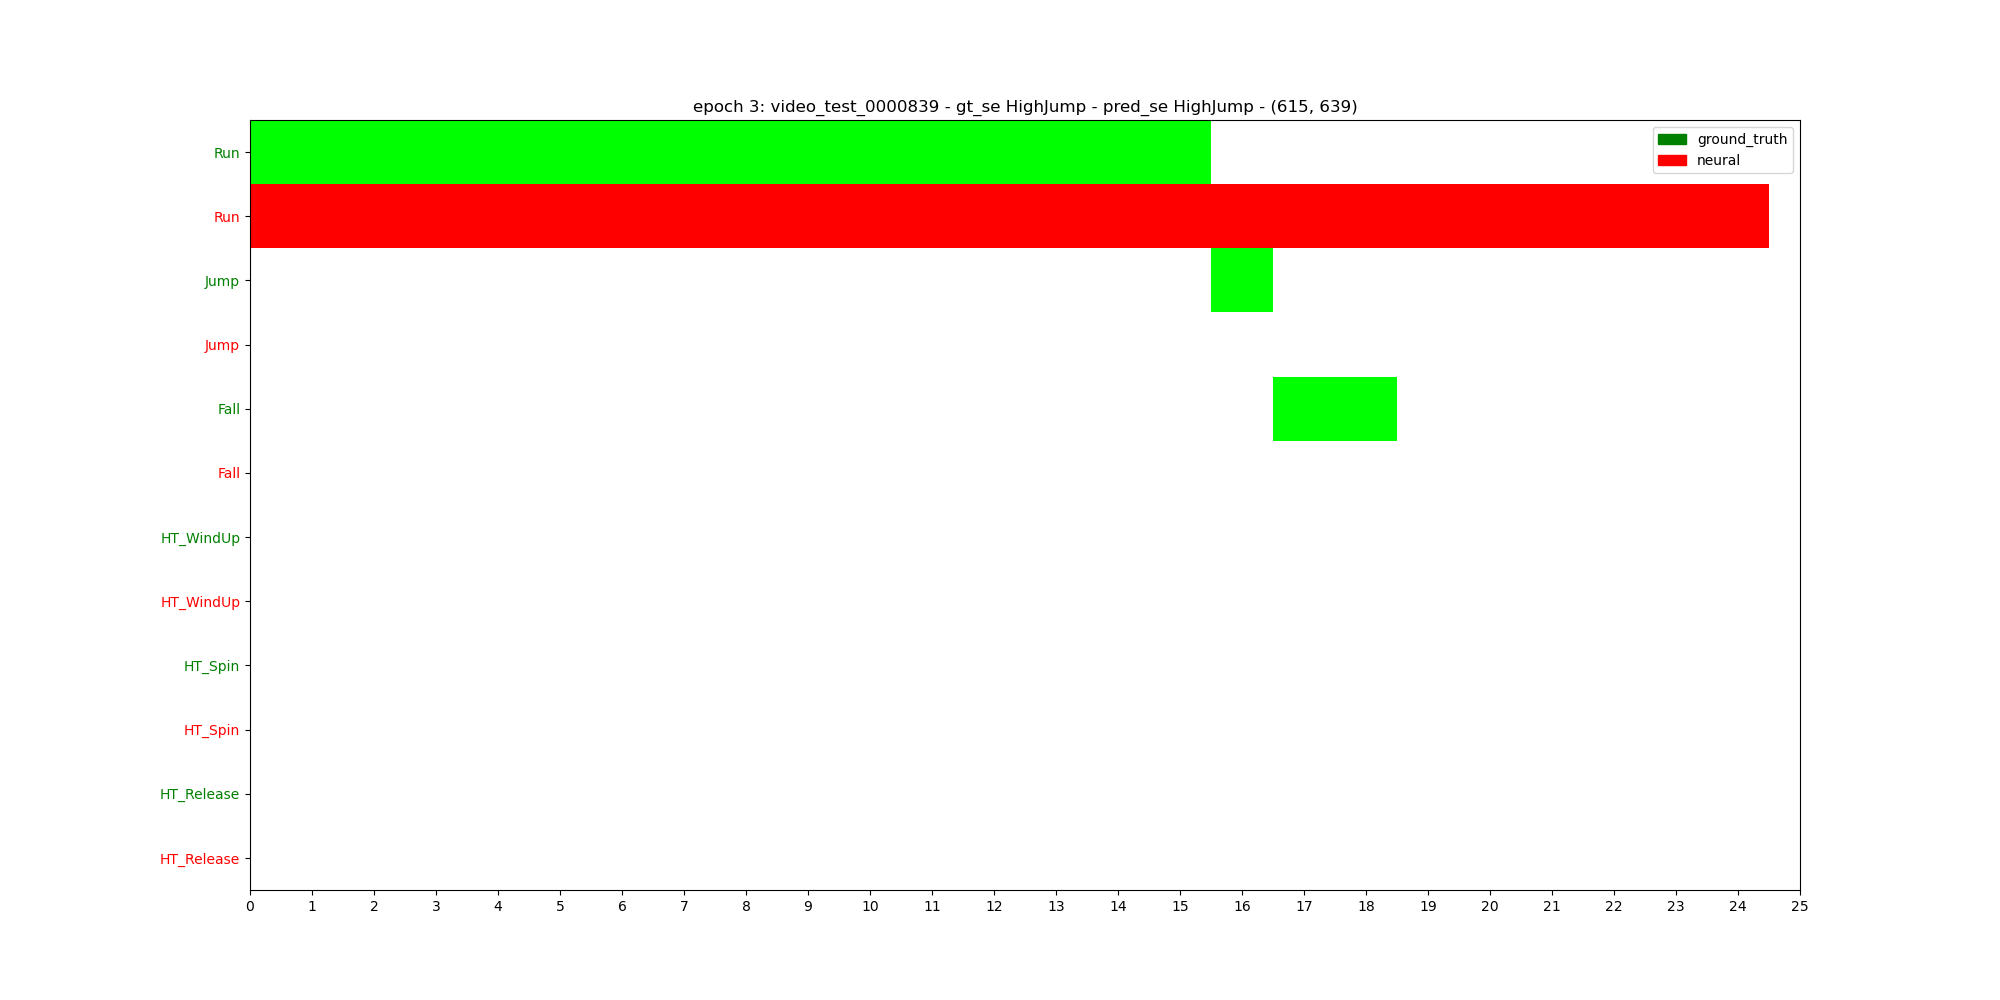 epoch 3: video_test_0000839 - gt_se HighJump - pred_se HighJump - (615, 639)
ground_truth
neural
Run
Run
Jump
Jump
Fall
Fall
HT_WindUp
HT_WindUp
HT_Spin
HT_Spin
HT_Release
HT_Release
0 1 2 3 4 5 6 7 8 9 10 11 12 13 14 15 16 17 18 19 20 21 22 23 24 25